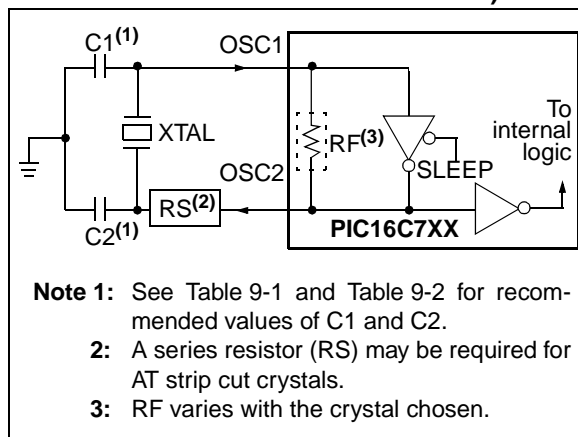 C1(1)
OSC1
XTAL
RF(3)
To
internal
logic
SLEEP
OSC2
C2(1)
RS(2)
PIC16C7XX
Note 1: See Table 9-1 and Table 9-2 for recom-
mended values of C1 and C2.
2: A series resistor (RS) may be required for
AT strip cut crystals.
3: RF varies with the crystal chosen.